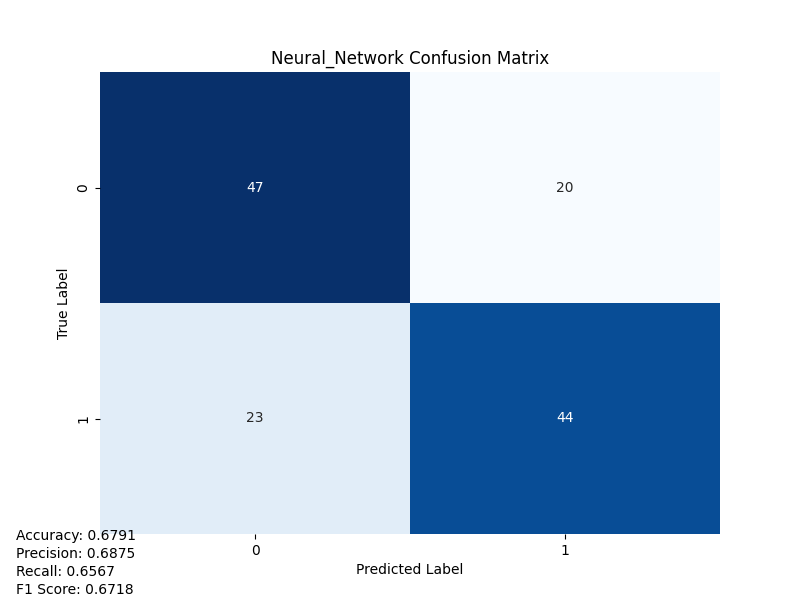 Neural_Network Confusion Matrix
True Label
0
47
20
1
23
44
0
1
Predicted Label
Accuracy: 0.6791
Precision: 0.6875
Recall: 0.6567
F1 Score: 0.6718